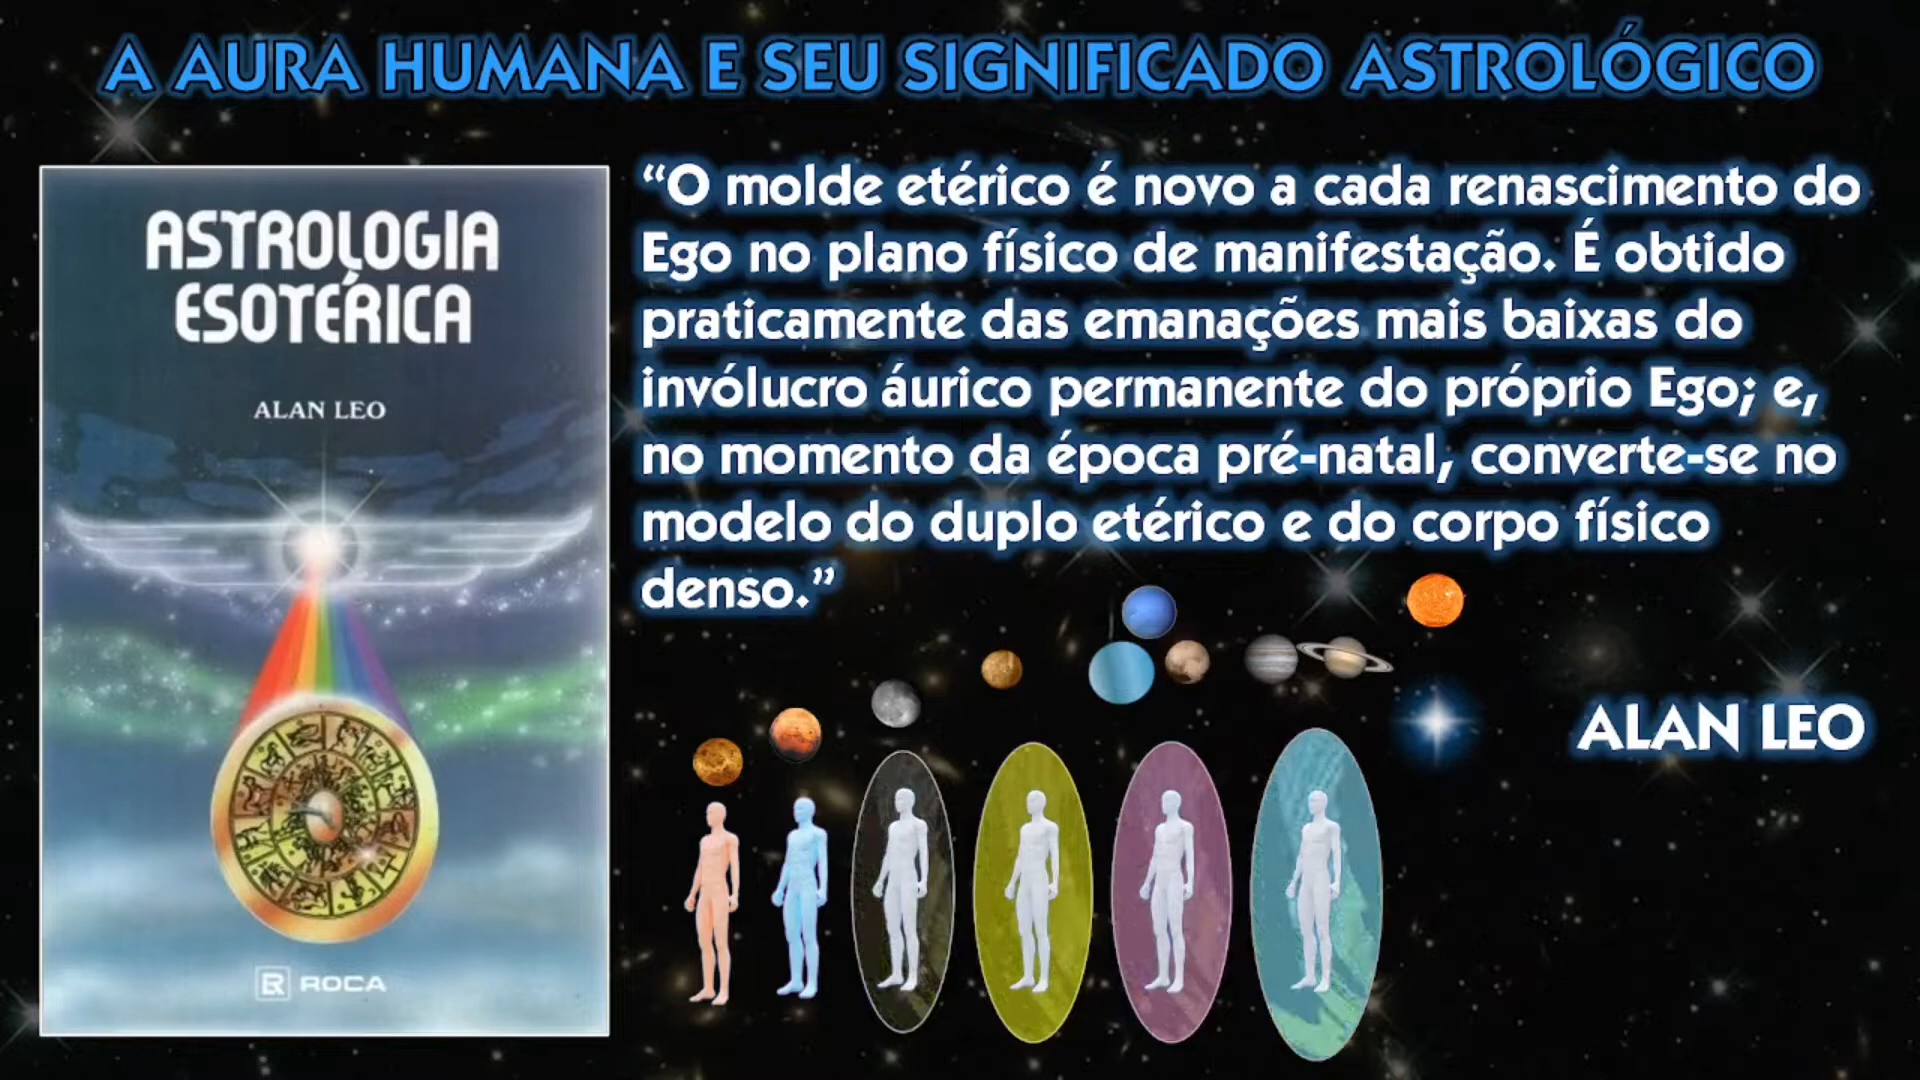 A AURA HUMANA E SEU SIGNIFICADO ASTROLÓGICO
ASTROLOGIA
ESOTÉRICA
ALAN LEO
R ROCA
“O molde etérico é novo a cada renascimento do
Ego no plano físico de manifestação. É obtido
praticamente das emanações mais baixas do
invólucro áurico permanente do próprio Ego; e,
no momento da época pré-natal, converte-se no
modelo do duplo etérico e do corpo físico
denso.”
ALAN LEO